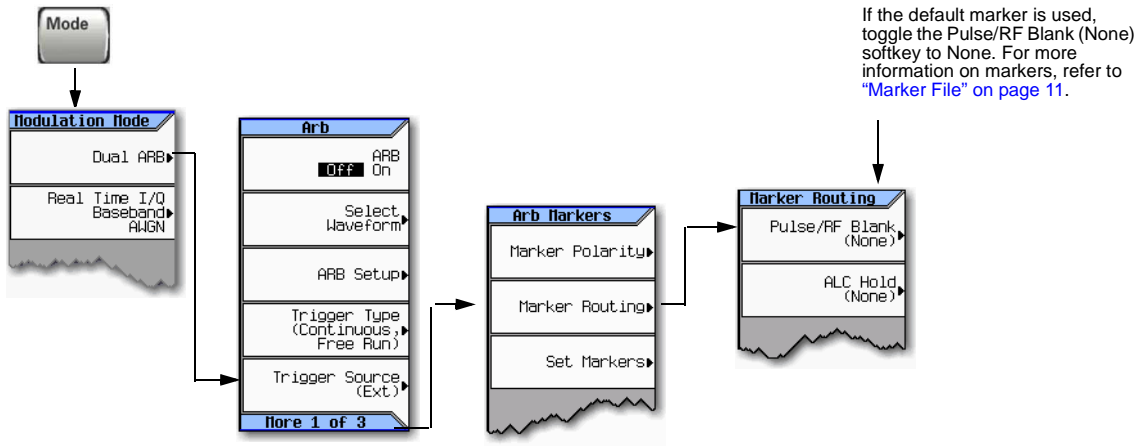 Mode
If the default marker is used,
toggle the Pulse/RF Blank (None)
softkey to None. For more
information on markers, refer to
“Marker File” on page 11.
Modulation Mode
Dual ARB
Real Time I/Q
Baseband
AWGN
Arb
ARB
Off On
Select
Waveform
ARB Setup
Trigger Type
(Continuous,
Free Run)
Trigger Source
(Ext)
More 1 of 3
Arb Markers
Marker Polarity
Marker Routing
Set Markers
Marker Routing
Pulse/RF Blank
(None)
ALC Hold
(None)